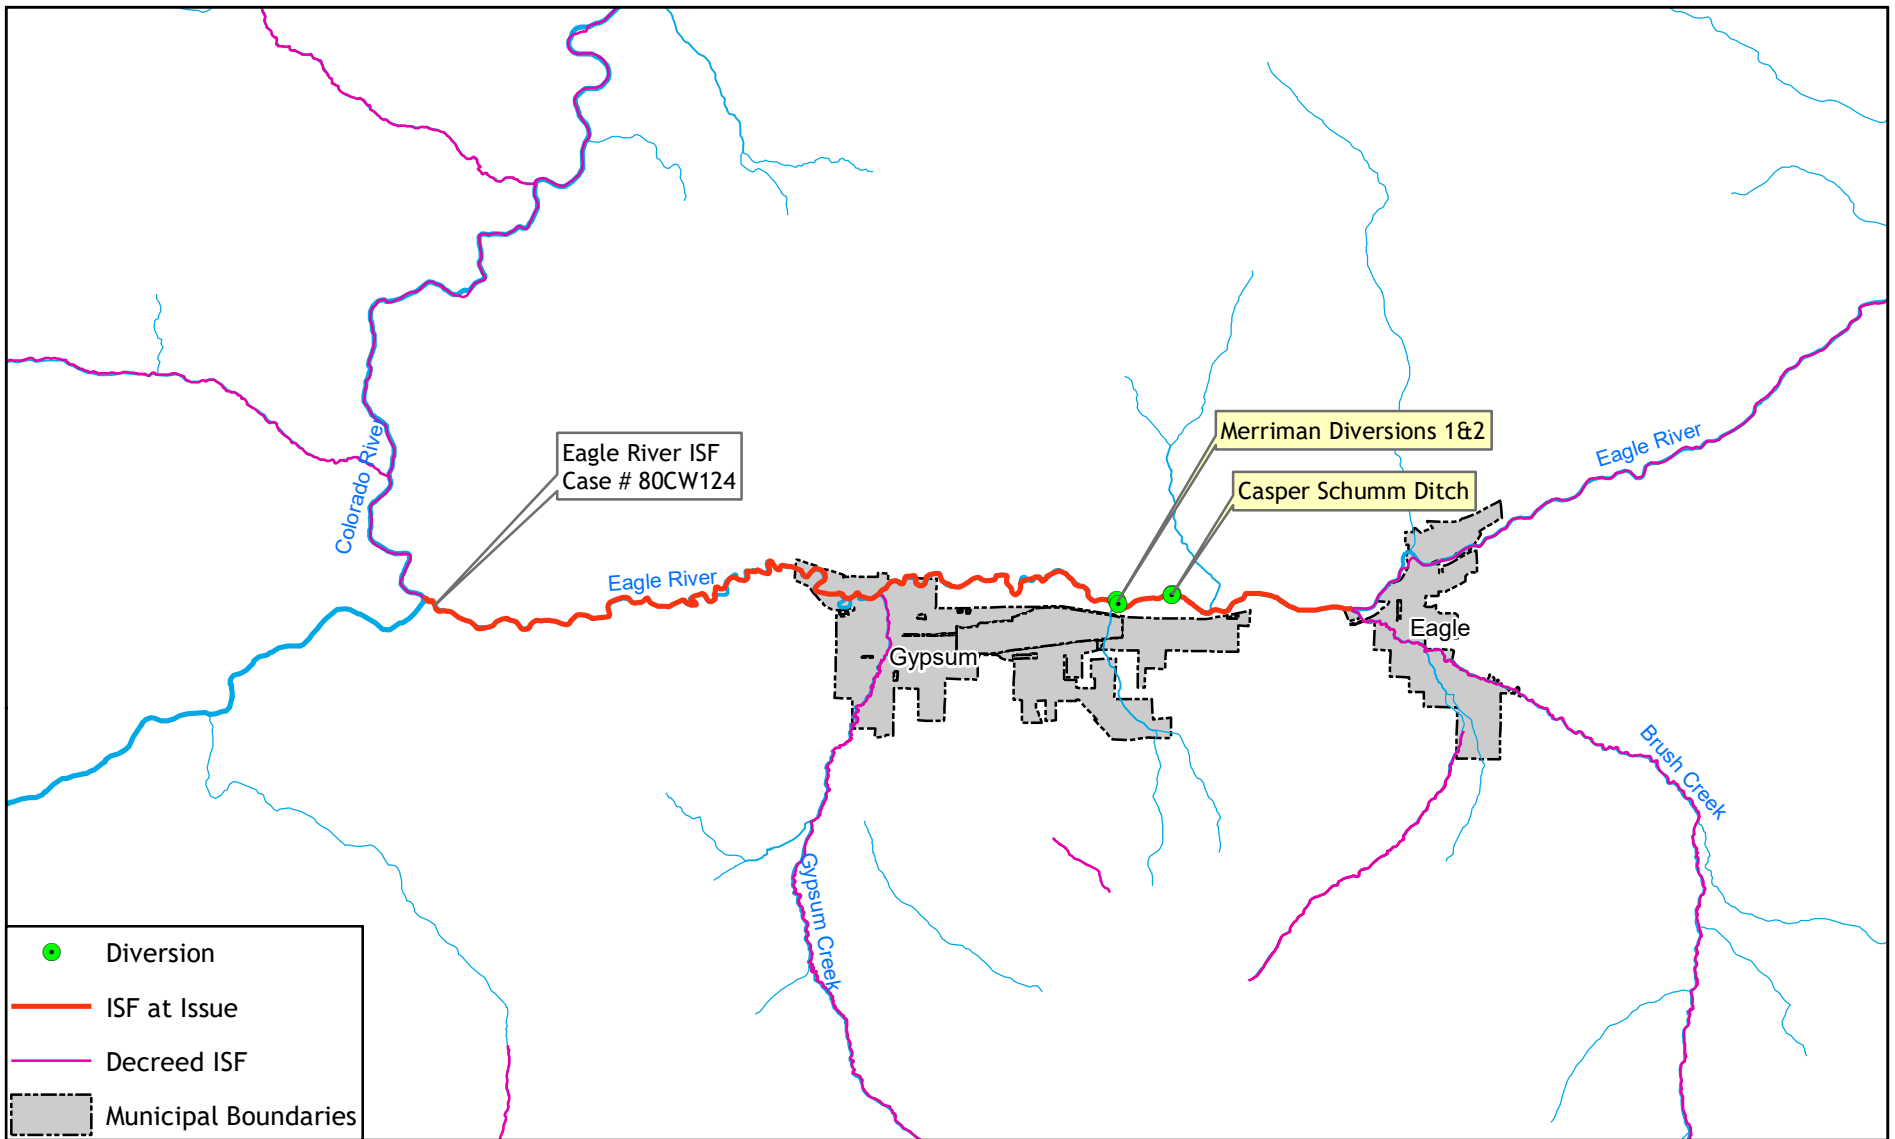 Merriman Diversions 1&2
Eagle River
Eagle River ISF
Case # 80CW124
Casper Schumm Ditch
Colorado River
Eagle River
Eagle
Gypsum
Brush Creek
Gypsum Creek
Diversion
ISF at Issue
Decreed ISF
Municipal Boundaries